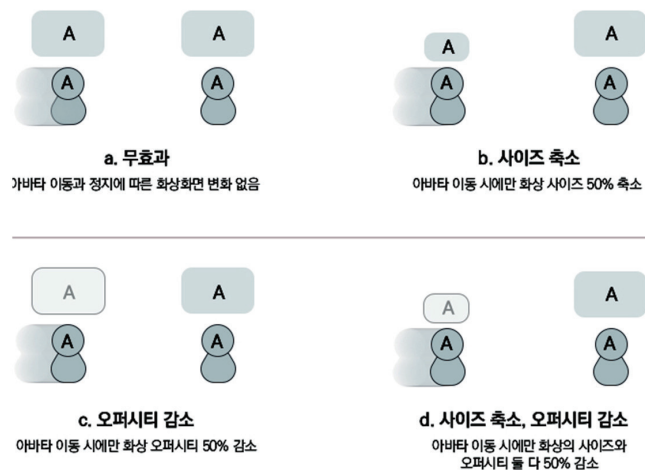 A A A A
A A A A
a. 무효과 b. 사이즈 축소
아바타 이동과 정지에 따른 화상화면 변화 없음 아바타 이동 시에만 화상 사이즈 50% 축소
A A A A
A A A A
c. 오퍼시티 감소 d. 사이즈 축소, 오퍼시티 감소
아바타 이동 시에만 화상 오퍼시티 50% 감소 아바타 이동 시에만 화상의 사이즈와
오퍼시티 둘 다 50% 감소